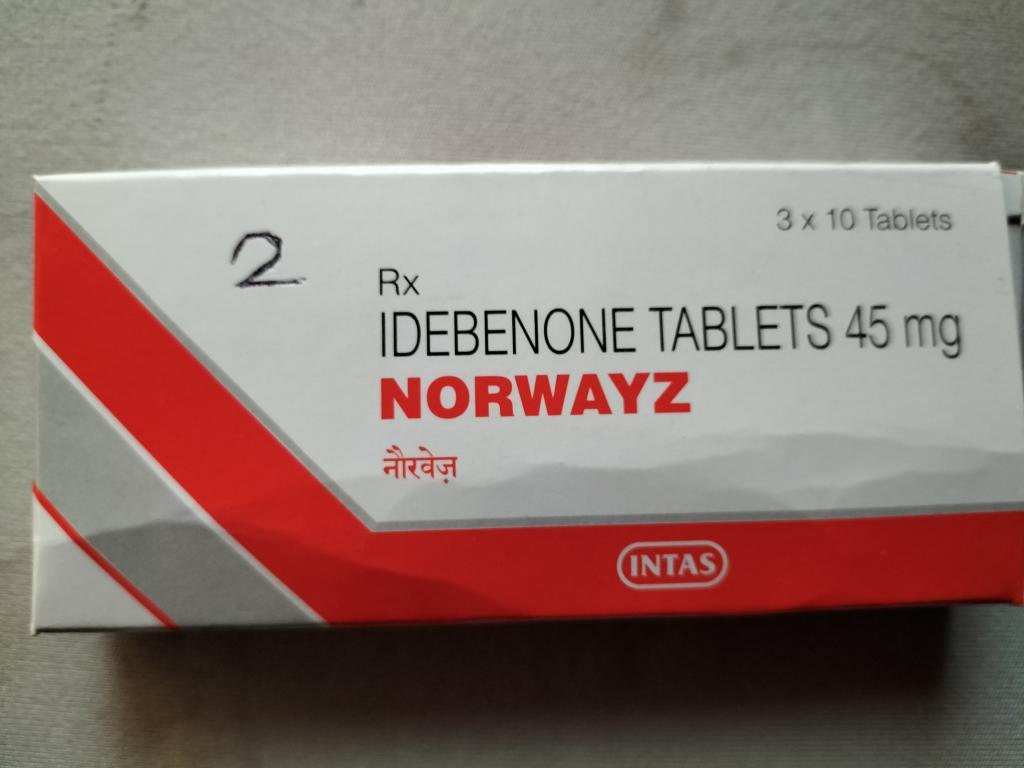 3 x 10 Tablets
2
Rx
IDEBENONE TABLETS 45 mg
NORWAYZ
नौरवेज़
INTAS